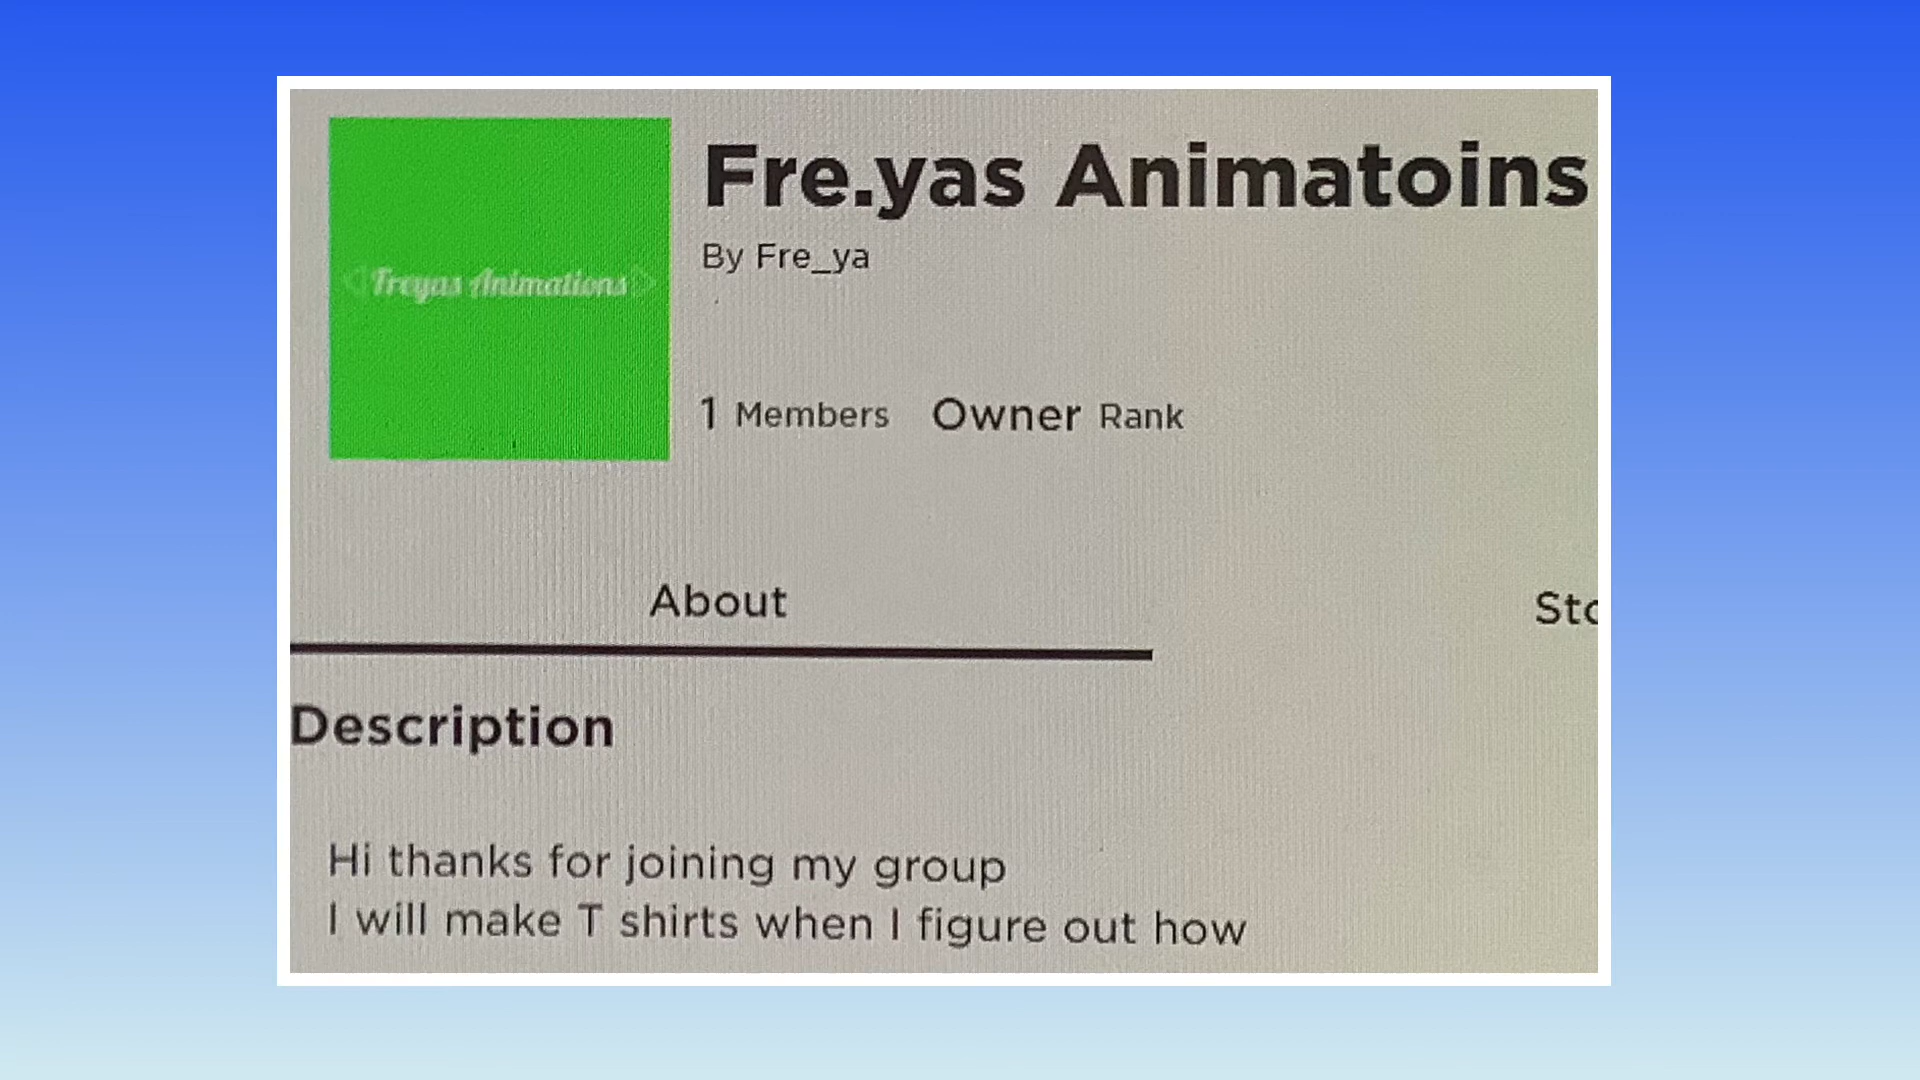 Fre.yas Animatoins
By Fre_ya
Freyas Animations
1 Members Owner Rank
About
Description
Hi thanks for joining my group
I will make T shirts when I figure out how